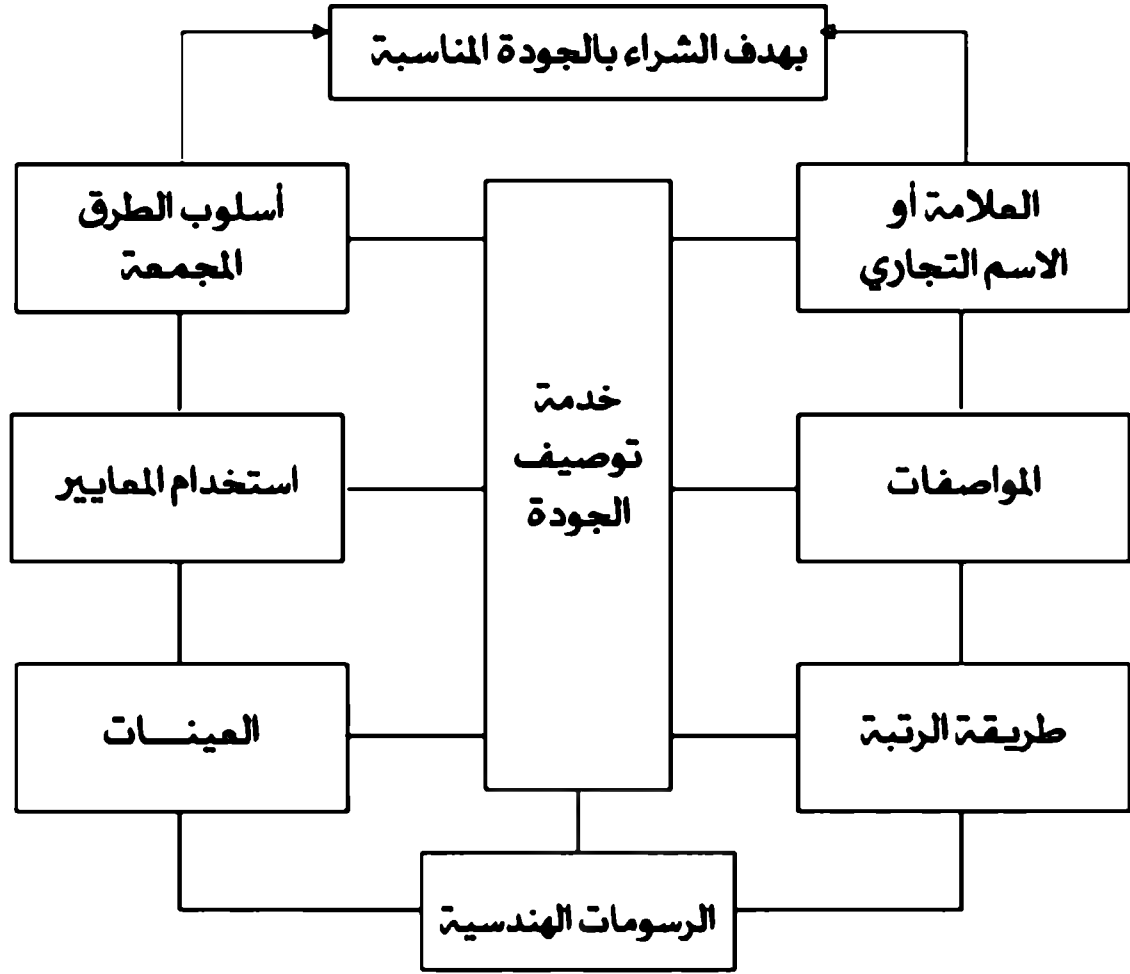 بهدف الشراء بالجودة المناسبة
العلامة أو
الاسم التجاري
أسلوب الطرق
المجمعة
خدمة
توصيف
الجودة
المواصفات
استخدام المعايير
طريقة الرتبة
العينــات
الرسومات الهندسية